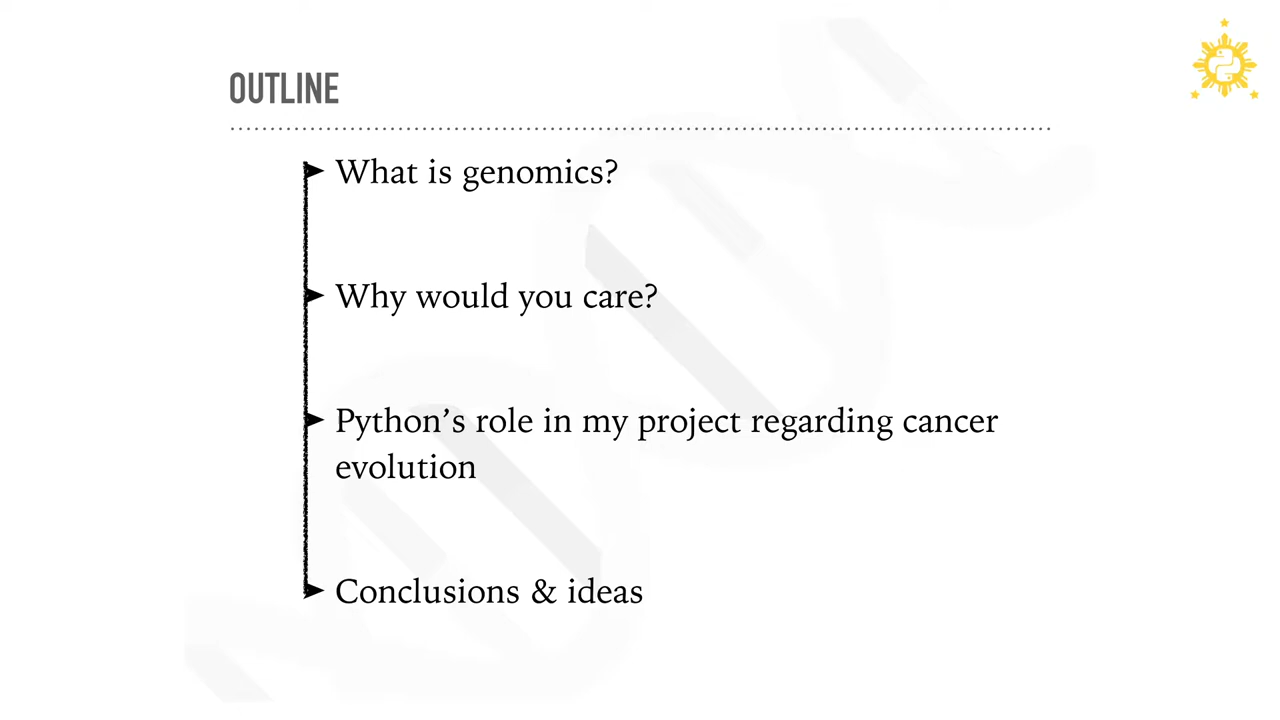 OUTLINE
What is genomics?
Why would you care?
Python’s role in my project regarding cancer
evolution
Conclusions & ideas